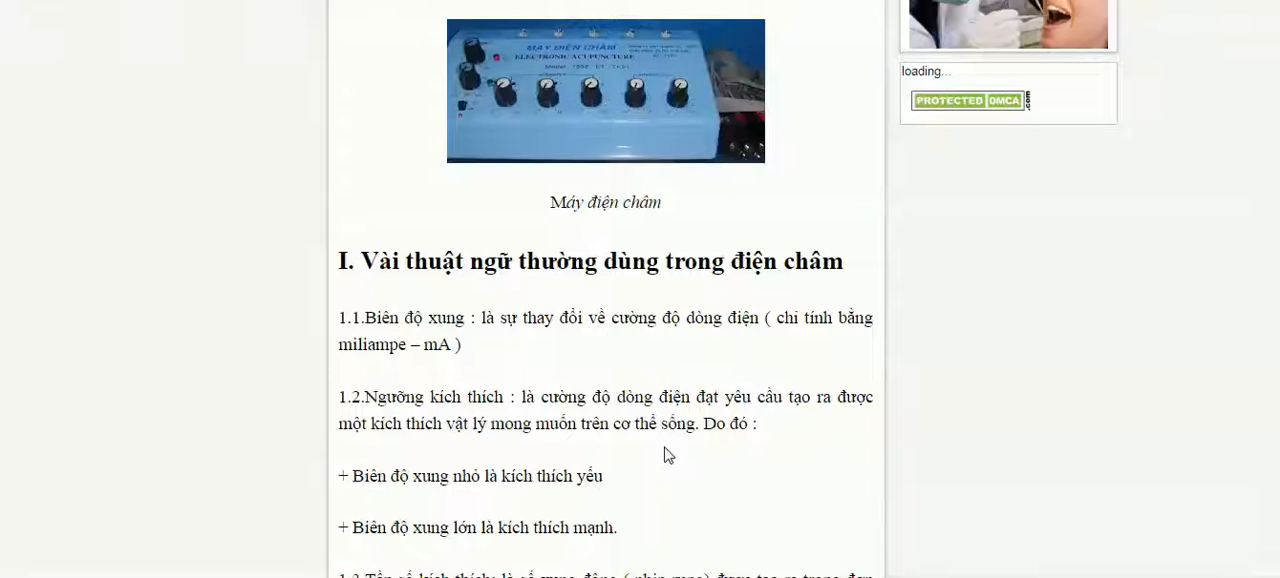 MÁY ĐIỆN CHÂM
ELECTRONIC ACUPUNCTURE
loading...
PROTECTED DMCA .com
Máy điện châm
I. Vài thuật ngữ thường dùng trong điện châm
1.1.Biên độ xung : là sự thay đổi về cường độ dòng điện ( chỉ tính bằng
miliampe – mA )
1.2.Ngưỡng kích thích : là cường độ dòng điện đạt yêu cầu tạo ra được
một kích thích vật lý mong muốn trên cơ thể sống. Do đó :
+ Biên độ xung nhỏ là kích thích yếu
+ Biên độ xung lớn là kích thích mạnh.